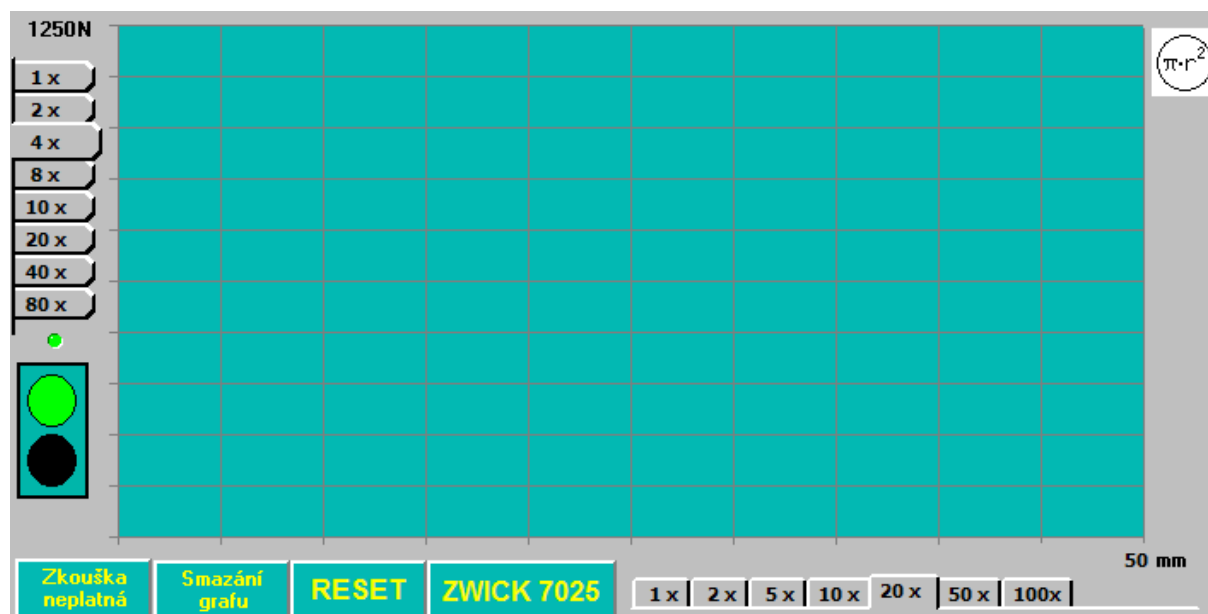 1250N
π·r²
1 x
2 x
4 x
8 x
10 x
20 x
40 x
80 x
50 mm
Zkouška
neplatná
Smazání
grafu
RESET
ZWICK 7025
1 x 2 x 5 x 10 x 20 x 50 x 100x